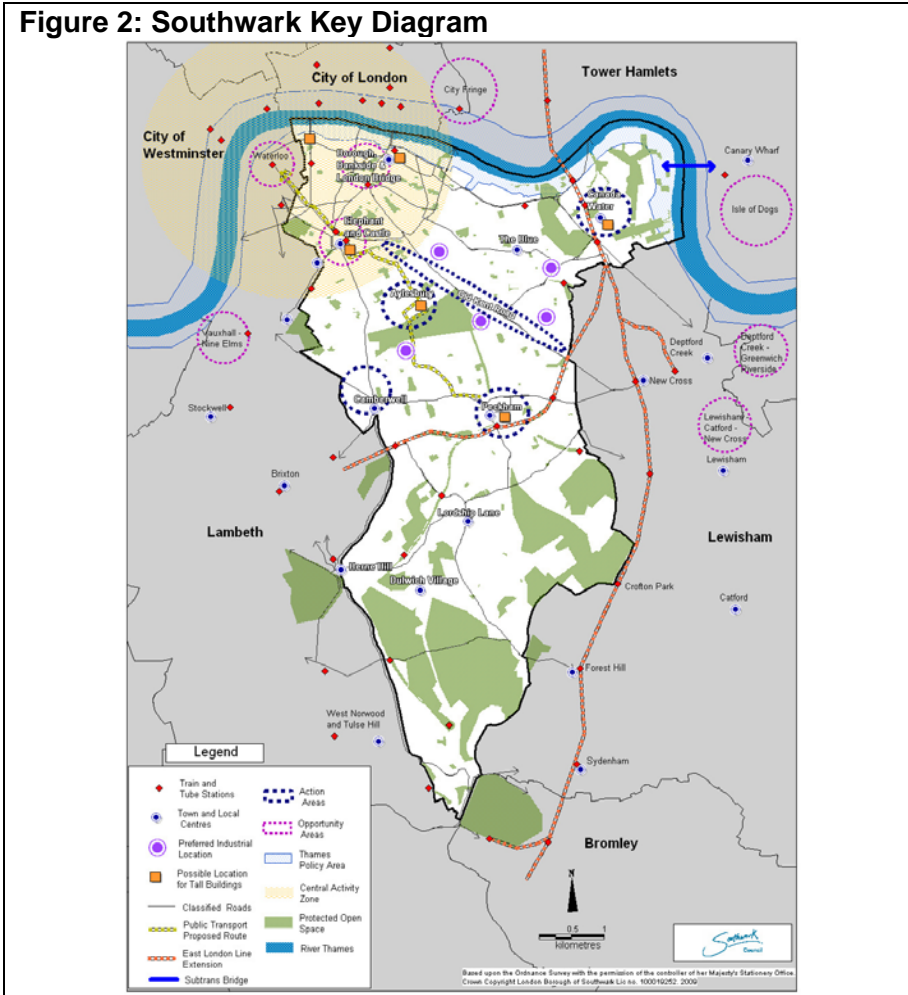 Figure 2: Southwark Key Diagram
City of London
Tower Hamlets
City Fringe
City of
Westminster
Waterloo
Borough,
Bankside &
London Bridge
Canary Wharf
Canada
Water
Isle of Dogs
Elephant
and Castle
The Blue
Aylesbury
Old Kent Road
Vauxhall -
Nine Elms
Deptford
Creek
Deptford
Creek -
Greenwich
Riverside
New Cross
Camberwell
Peckham
Stockwell
Lewisham -
Catford -
New Cross
Lewisham
Brixton
Lordship Lane
Lambeth
Lewisham
Herne Hill
Dulwich Village
Crofton Park
Catford
Forest Hill
West Norwood
and Tulse Hill
Sydenham
Bromley
Legend
Train and
Tube Stations
Town and Local
Centres
Preferred Industrial
Location
Possible Location
for Tall Buildings
Classified Roads
Public Transport
Proposed Route
East London Line
Extension
Subtrans Bridge
Action
Areas
Opportunity
Areas
Thames
Policy Area
Central Activity
Zone
Protected Open
Space
River Thames
N
0.5 1
kilometres
Southwark
Council
Based upon the Ordnance Survey with the permission of the controller of her Majesty's Stationery Office.
Crown Copyright London Borough of Southwark Lic no. 100019252. 2009